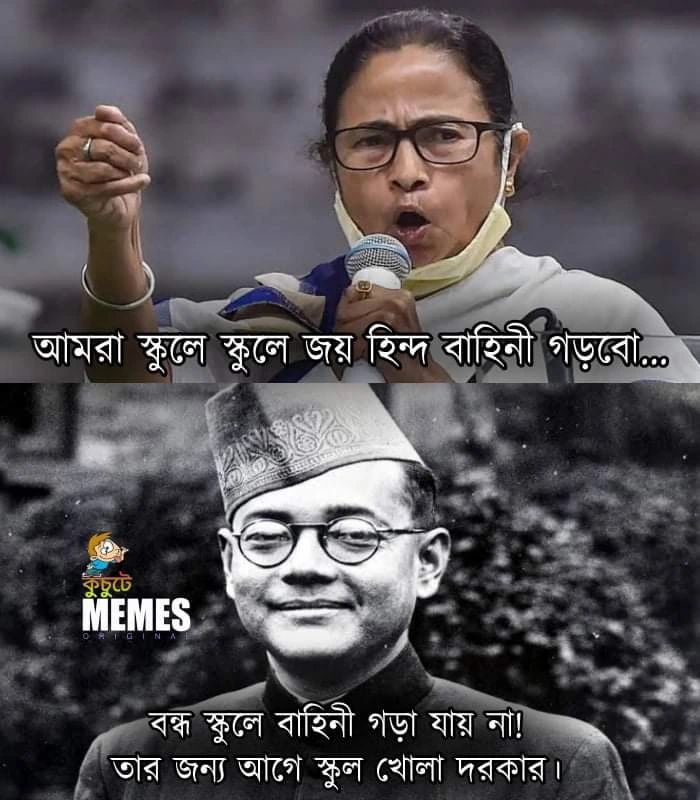 আমরা স্কুলে স্কুলে জয় হিন্দ বাহিনী গড়বো...
কুচুটে
MEMES
ORIGINAL
বন্ধ স্কুলে বাহিনী গড়া যায় না!
তার জন্য আগে স্কুল খোলা দরকার।